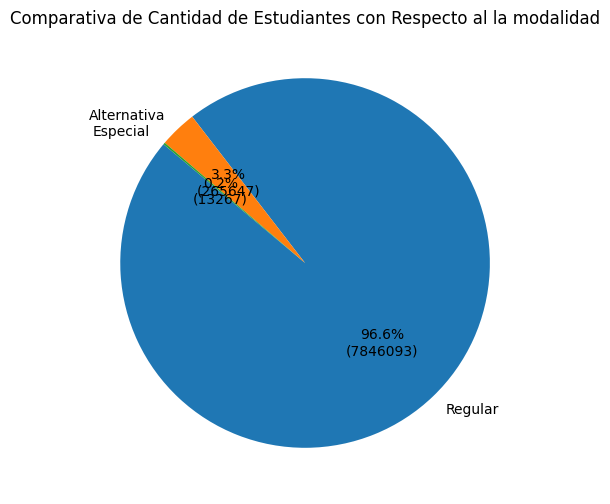 Comparativa de Cantidad de Estudiantes con Respecto al la modalidad
Alternativa
Especial
3.3%
(265647)
0.2%
(13267)
96.6%
(7846093)
Regular